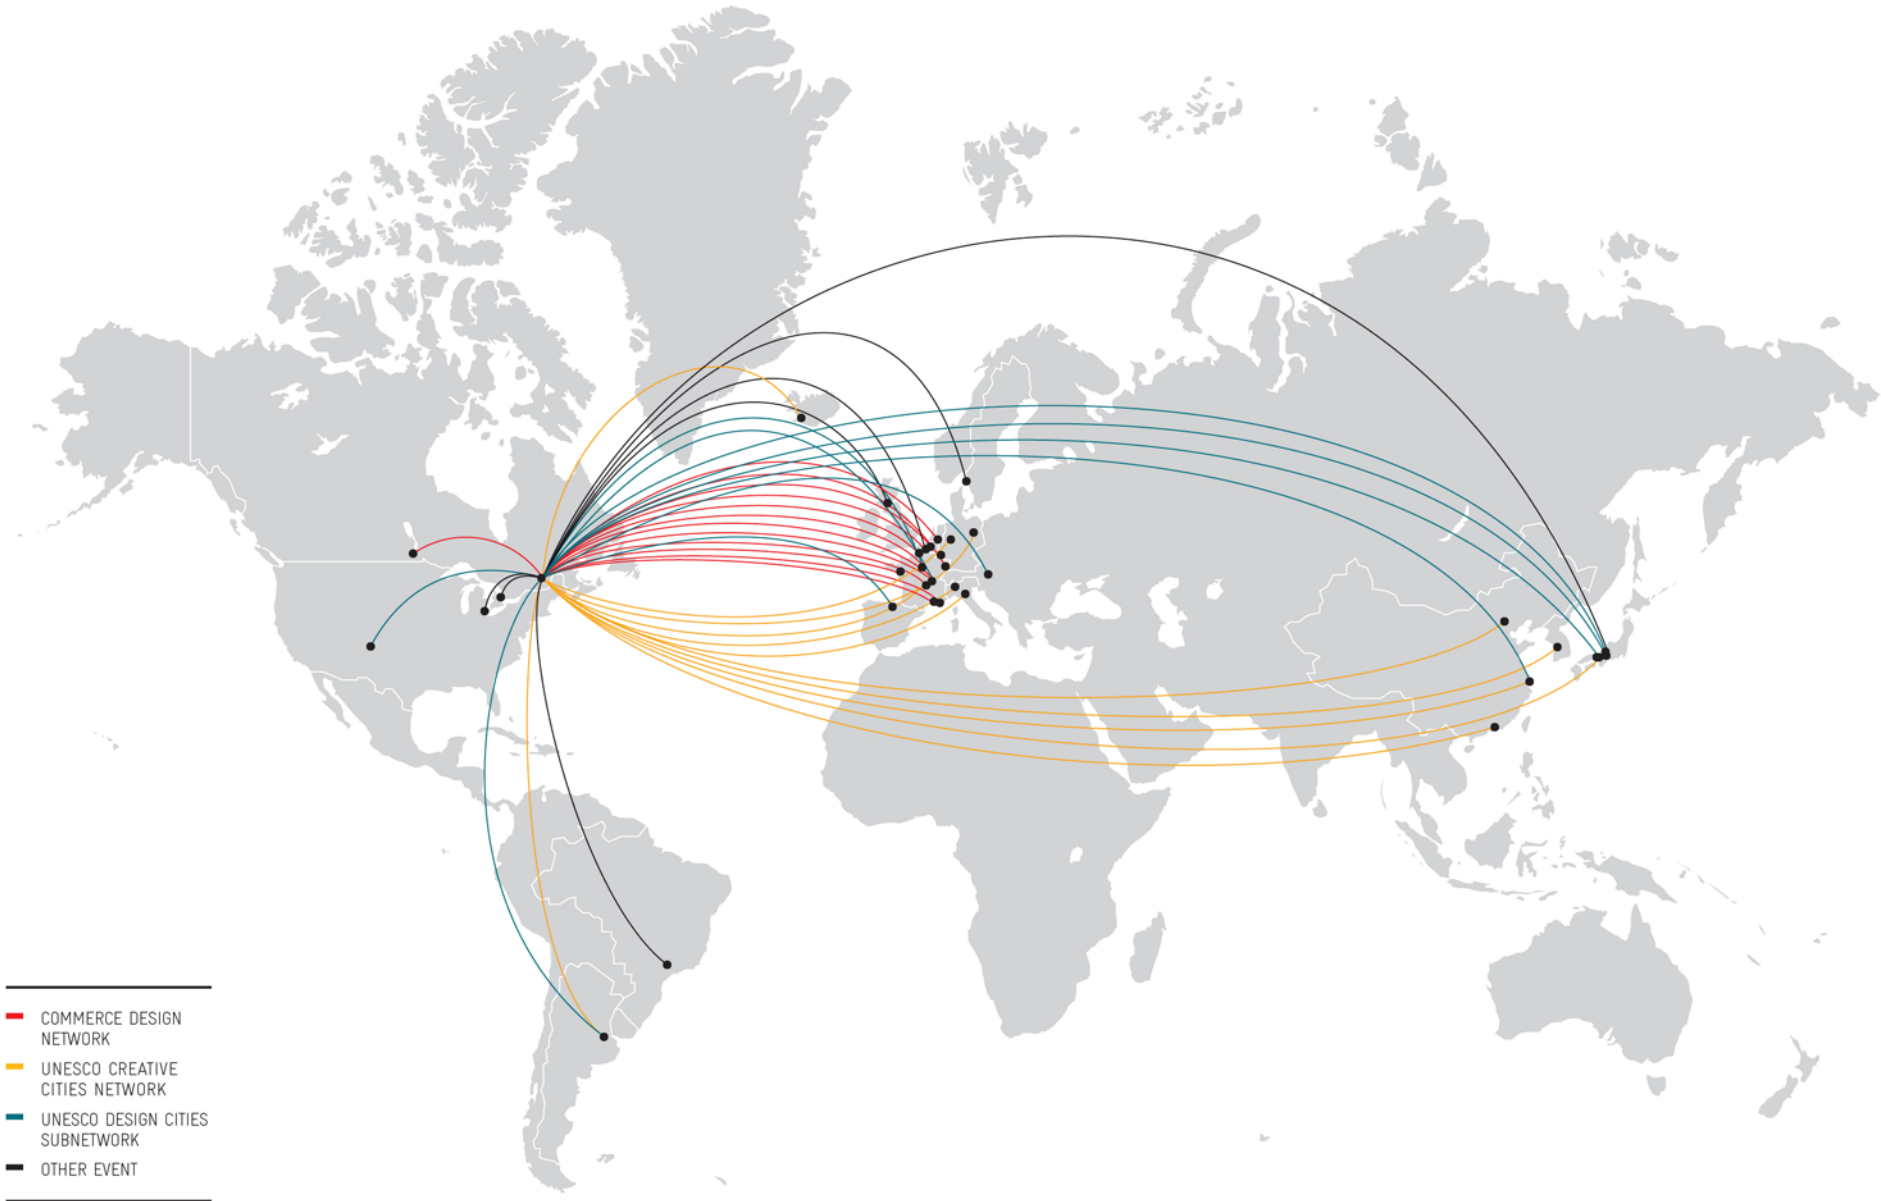 COMMERCE DESIGN
NETWORK
UNESCO CREATIVE
CITIES NETWORK
UNESCO DESIGN CITIES
SUBNETWORK
OTHER EVENT